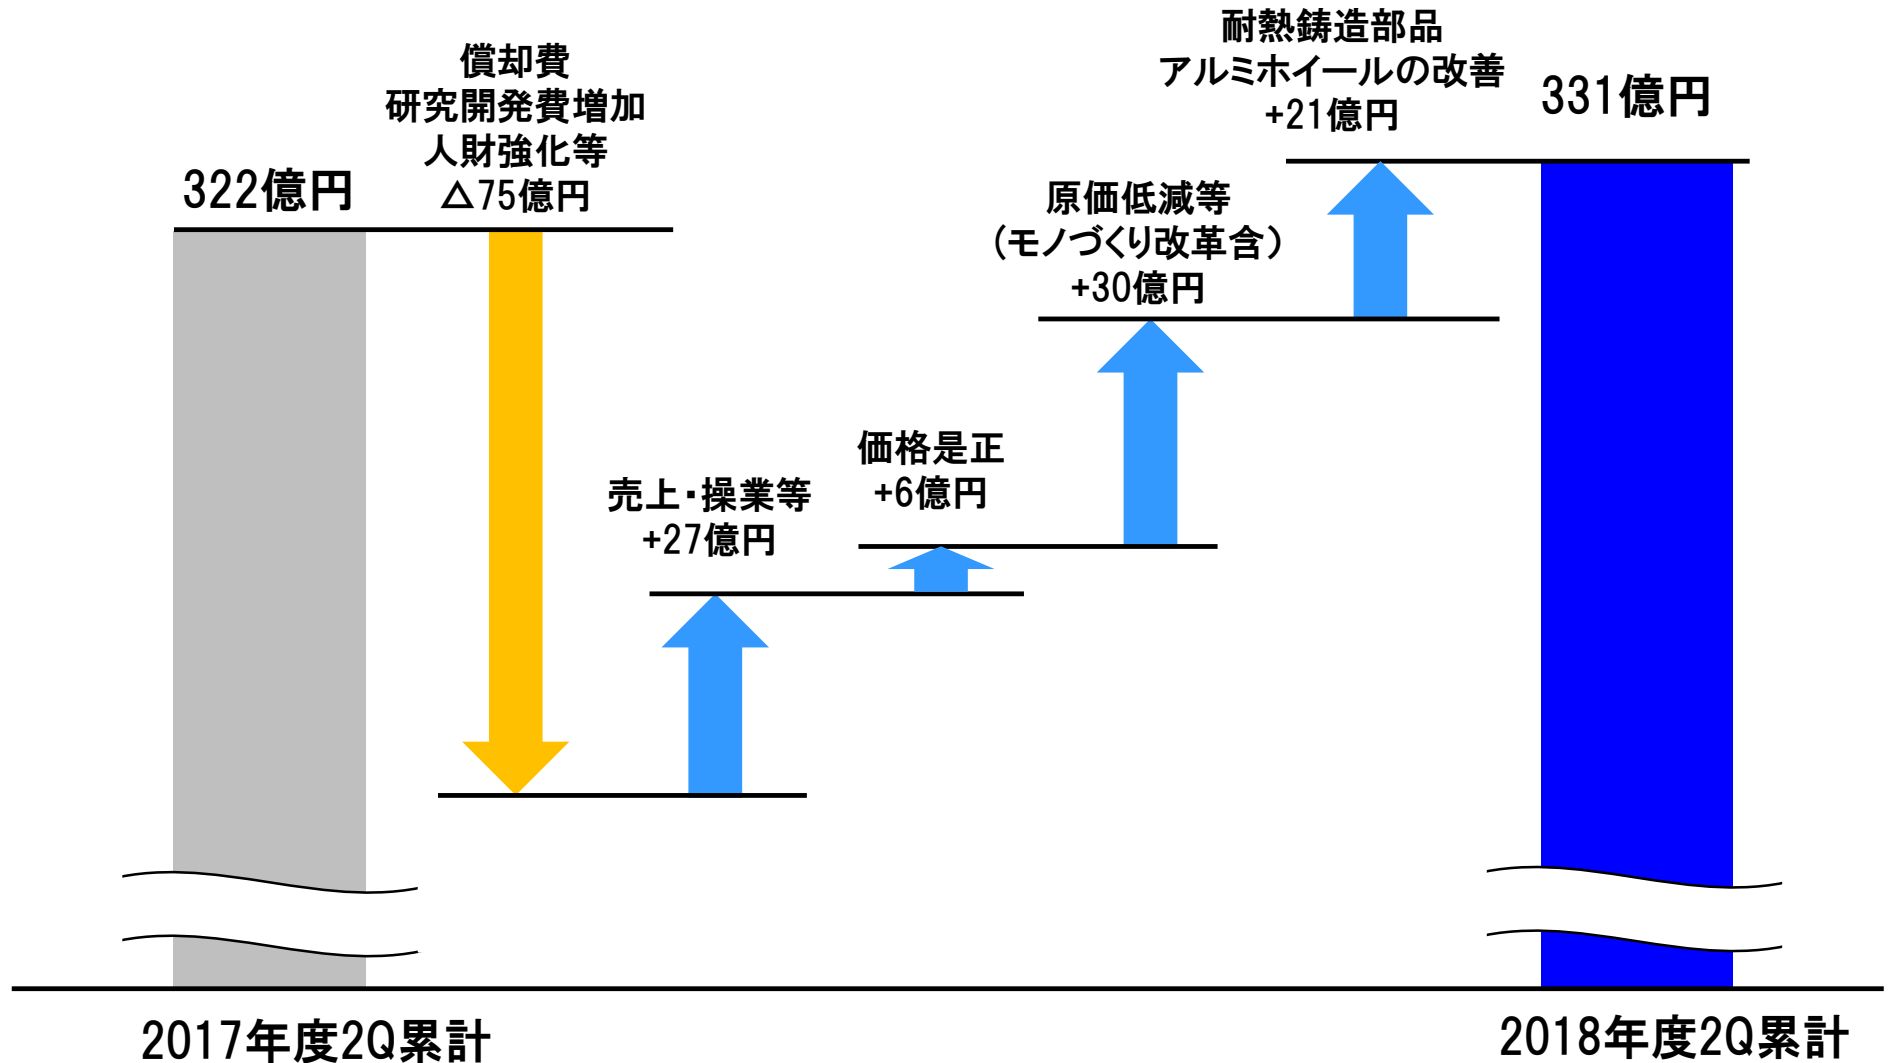 322億円
償却費
研究開発費増加
人財強化等
△75億円
売上・操業等
+27億円
価格是正
+6億円
原価低減等
（モノづくり改革含）
+30億円
耐熱鋳造部品
アルミホイールの改善
+21億円
331億円
2017年度2Q累計
2018年度2Q累計